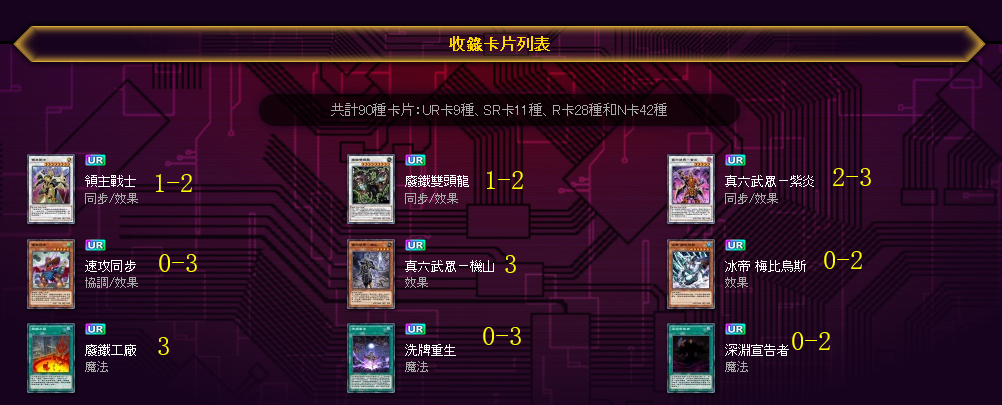 收錄卡片列表
共計90種卡片：UR卡9種、SR卡11種、R卡28種和N卡42種
UR
領主戰士 1-2
同步/效果
UR
廢鐵雙頭龍 1-2
同步/效果
UR
真六武眾－紫炎 2-3
同步/效果
UR
速攻同步 0-3
協調/效果
UR
真六武眾－機山 3
效果
UR
冰帝 梅比烏斯 0-2
效果
UR
廢鐵工廠 3
魔法
UR
洗牌重生 0-3
魔法
UR
深淵宣告者 0-2
魔法